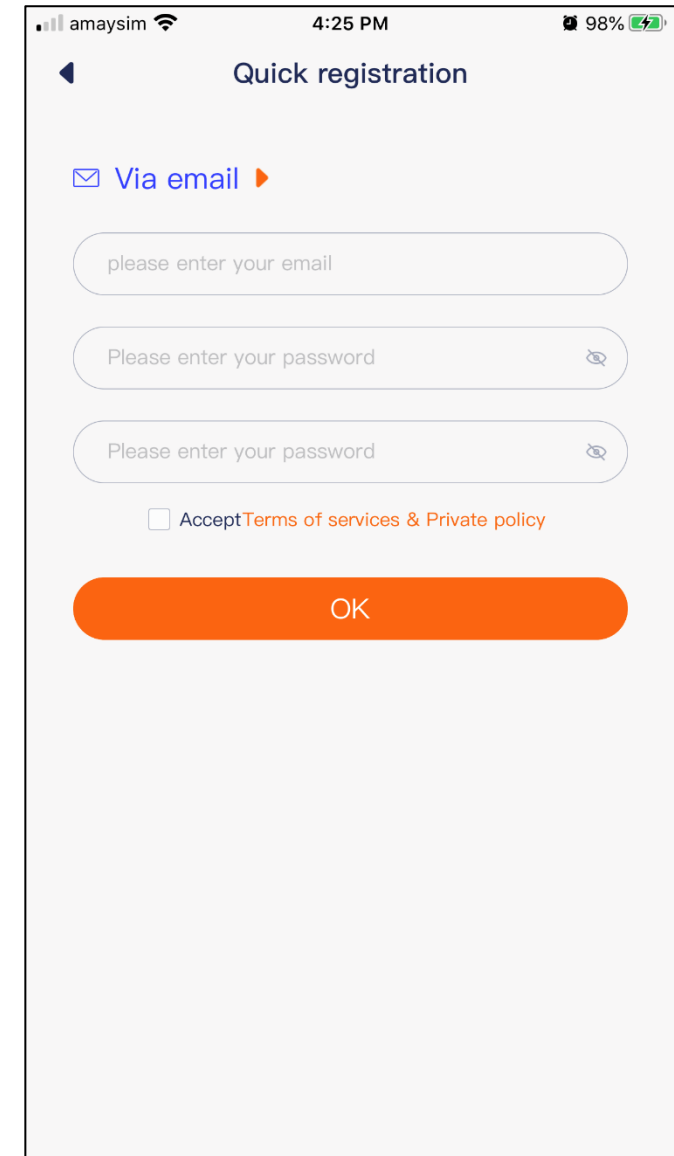 amaysim 4:25 PM 98%
Quick registration
Via email
please enter your email
Please enter your password
Please enter your password
AcceptTerms of services & Private policy
OK